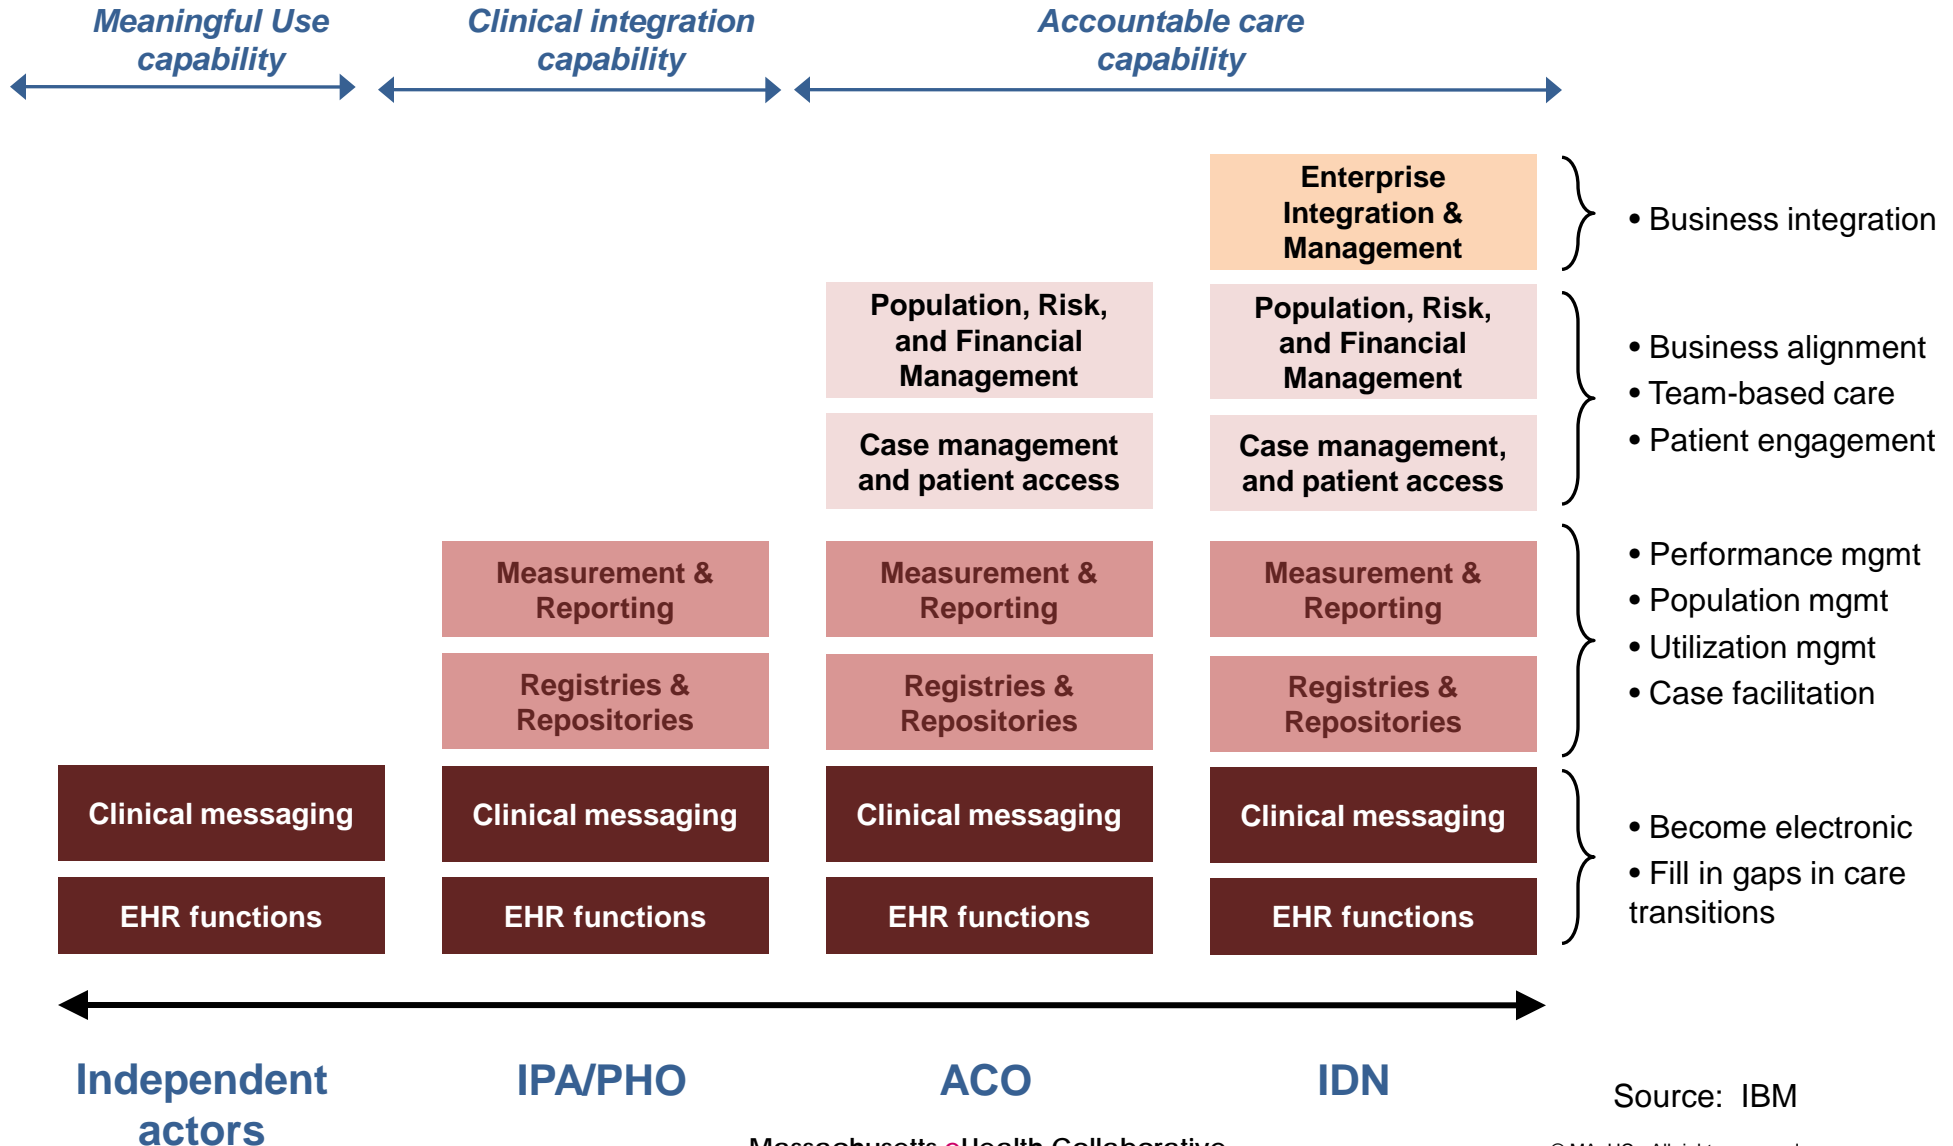 Meaningful Use
capability
Clinical integration
capability
Accountable care
capability
Enterprise
Integration &
Management
• Business integration
Population, Risk,
and Financial
Management
Population, Risk,
and Financial
Management
• Business alignment
• Team-based care
• Patient engagement
Case management
and patient access
Case management,
and patient access
Measurement &
Reporting
Measurement &
Reporting
Measurement &
Reporting
• Performance mgmt
• Population mgmt
• Utilization mgmt
• Case facilitation
Registries &
Repositories
Registries &
Repositories
Registries &
Repositories
Clinical messaging
Clinical messaging
Clinical messaging
Clinical messaging
• Become electronic
• Fill in gaps in care
transitions
EHR functions
EHR functions
EHR functions
EHR functions
Independent
actors
IPA/PHO
ACO
IDN
Source: IBM
Massachusetts eHealth Collaborative